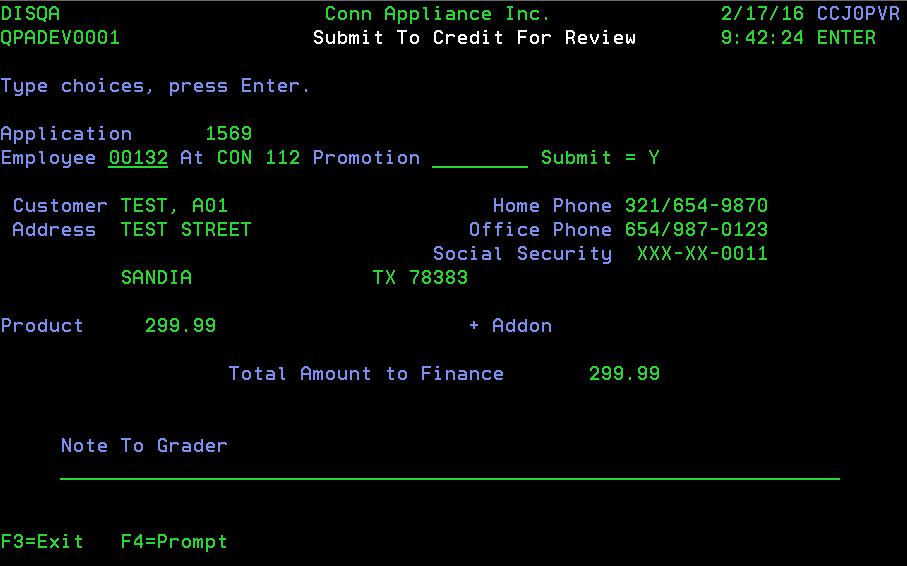 DISQA Conn Appliance Inc. 2/17/16 CCJ0PVR
QPADEV0001 Submit To Credit For Review 9:42:24 ENTER
Type choices, press Enter.
Application 1569
Employee 00132 At CON 112 Promotion ________ Submit = Y
Customer TEST, A01 Home Phone 321/654-9870
Address TEST STREET Office Phone 654/987-0123
Social Security XXX-XX-0011
SANDIA TX 78383
Product 299.99 + Addon
Total Amount to Finance 299.99
Note To Grader
F3=Exit F4=Prompt